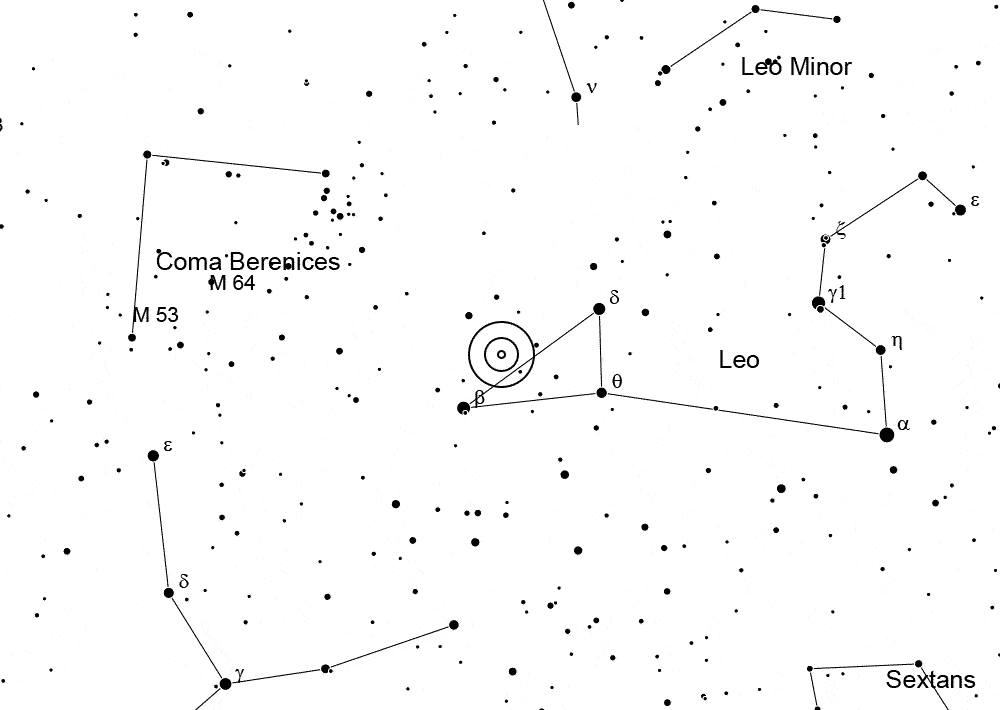 Leo Minor
ν
ε
ζ
Coma Berenices
M 64
γ1
δ
M 53
η
Leo
θ
β
α
ε
δ
γ
Sextans